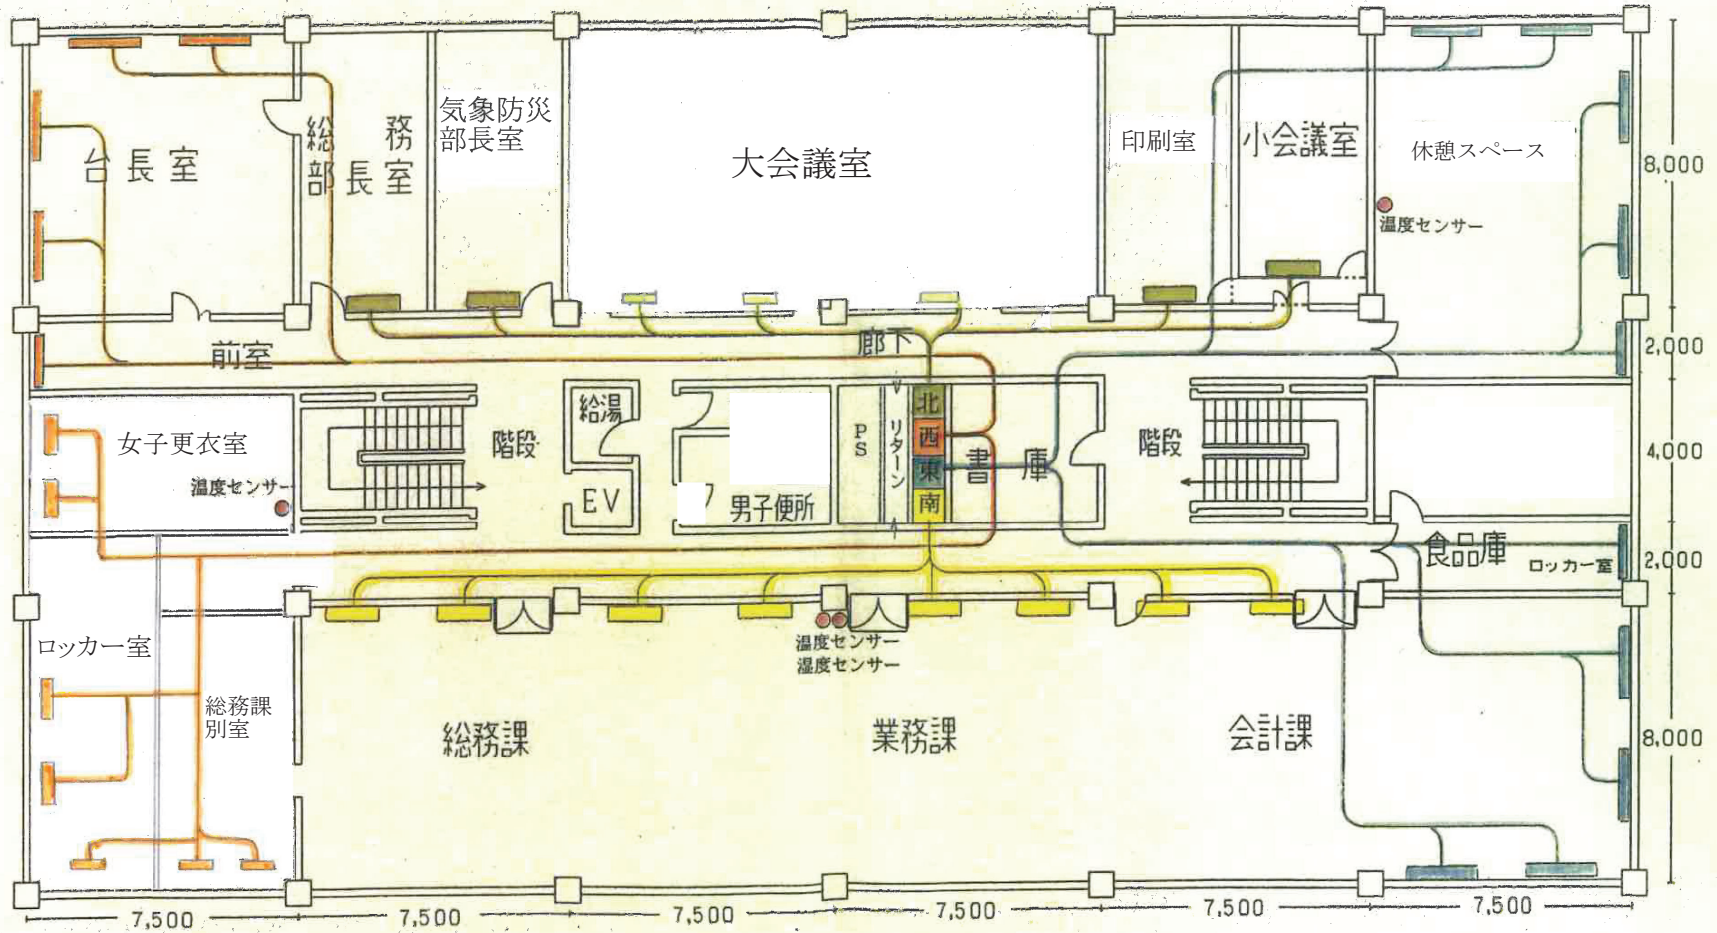 台長室
総務
部長室
気象防災
部長室
大会議室
印刷室
小会議室
休憩スペース
8,000
温度センサー
前室
廊下
2,000
女子更衣室
温度センサー
階段
給湯
EV
男子便所
PS
リターン
北
西
東
南
書庫
階段
4,000
食品庫
ロッカー室
2,000
ロッカー室
総務課
別室
温度センサー
湿度センサー
総務課
業務課
会計課
8,000
7,500
7,500
7,500
7,500
7,500
7,500